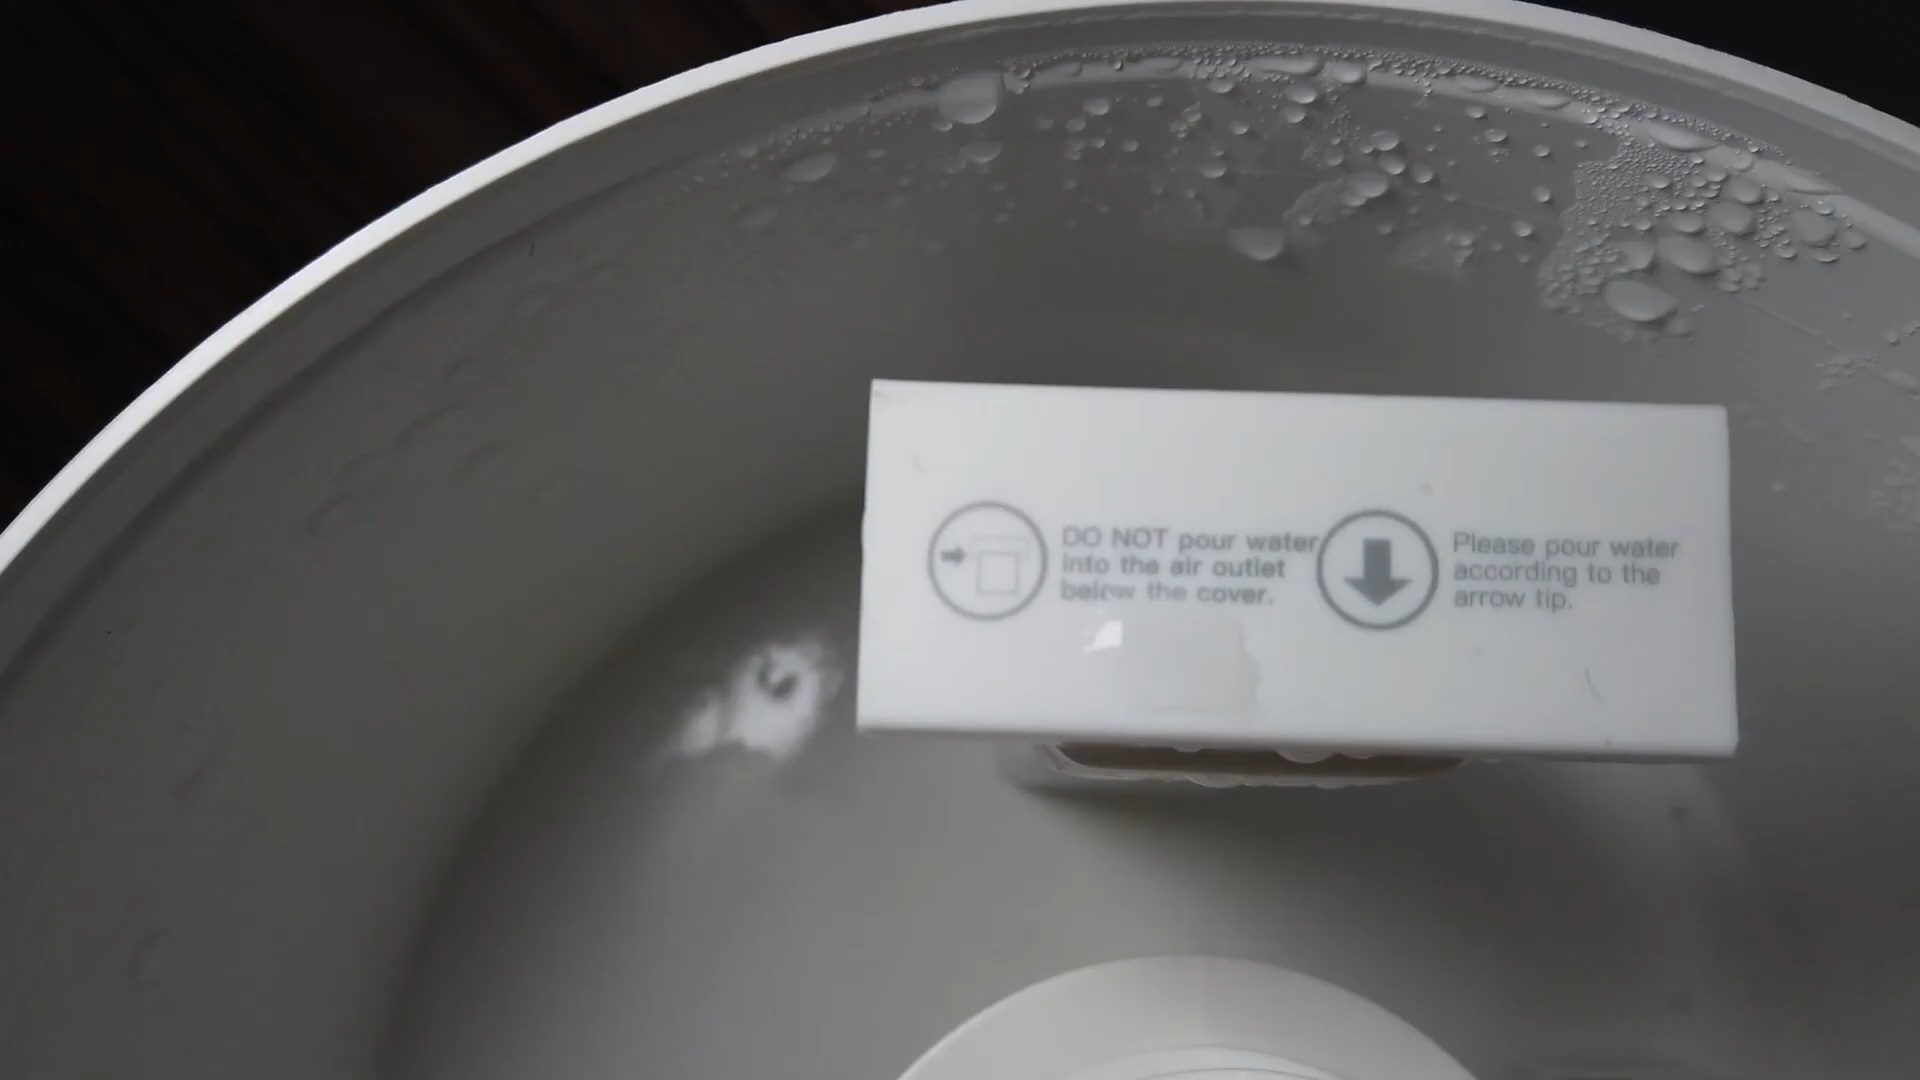 DO NOT pour water
into the air outlet
below the cover.
Please pour water
according to the
arrow tip.